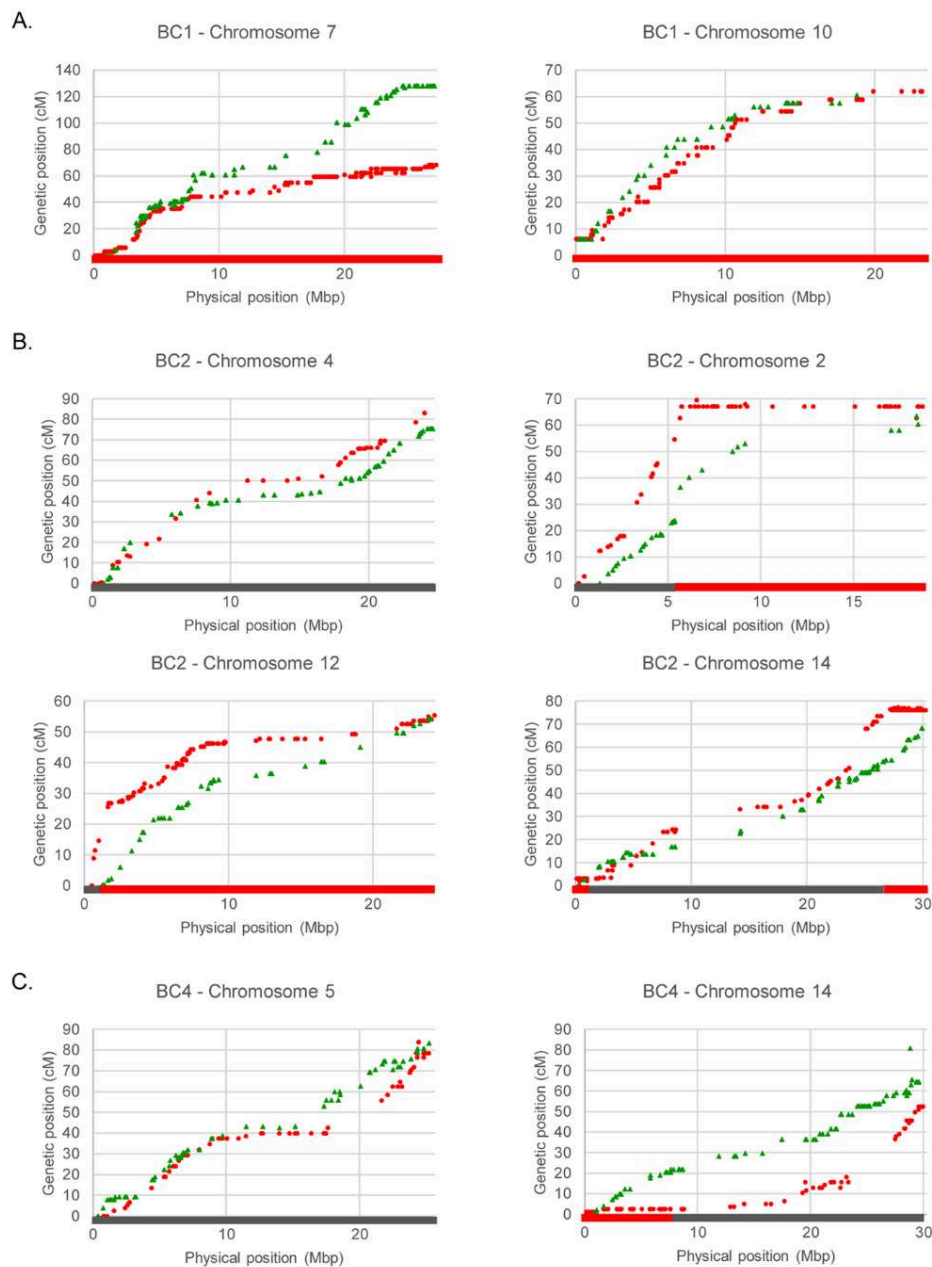 A.
BC1 - Chromosome 7
Genetic position (cM)
140
120
100
80
60
40
20
0
0 10 20
Physical position (Mbp)
BC1 - Chromosome 10
Genetic position (cM)
70
60
50
40
30
20
10
0
0 10 20
Physical position (Mbp)
B.
BC2 - Chromosome 4
Genetic position (cM)
90
80
70
60
50
40
30
20
10
0
0 10 20
Physical position (Mbp)
BC2 - Chromosome 2
Genetic position (cM)
70
60
50
40
30
20
10
0
0 5 10 15
Physical position (Mbp)
BC2 - Chromosome 12
Genetic position (cM)
60
50
40
30
20
10
0
0 10 20
Physical position (Mbp)
BC2 - Chromosome 14
Genetic position (cM)
80
70
60
50
40
30
20
10
0
0 10 20 30
Physical position (Mbp)
C.
BC4 - Chromosome 5
Genetic position (cM)
90
80
70
60
50
40
30
20
10
0
0 10 20
Physical position (Mbp)
BC4 - Chromosome 14
Genetic position (cM)
90
80
70
60
50
40
30
20
10
0
0 10 20 30
Physical position (Mbp)